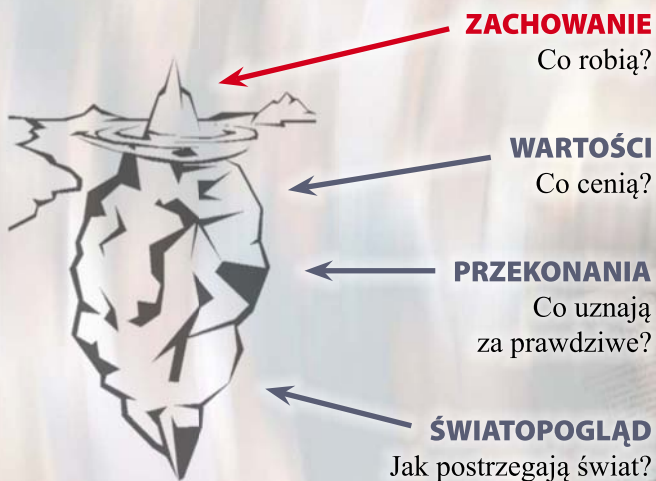 ZACHOWANIE
Co robią?
WARTOŚCI
Co cenią?
PRZEKONANIA
Co uznają
za prawdziwe?
ŚWIATOPOGLĄD
Jak postrzegają świat?